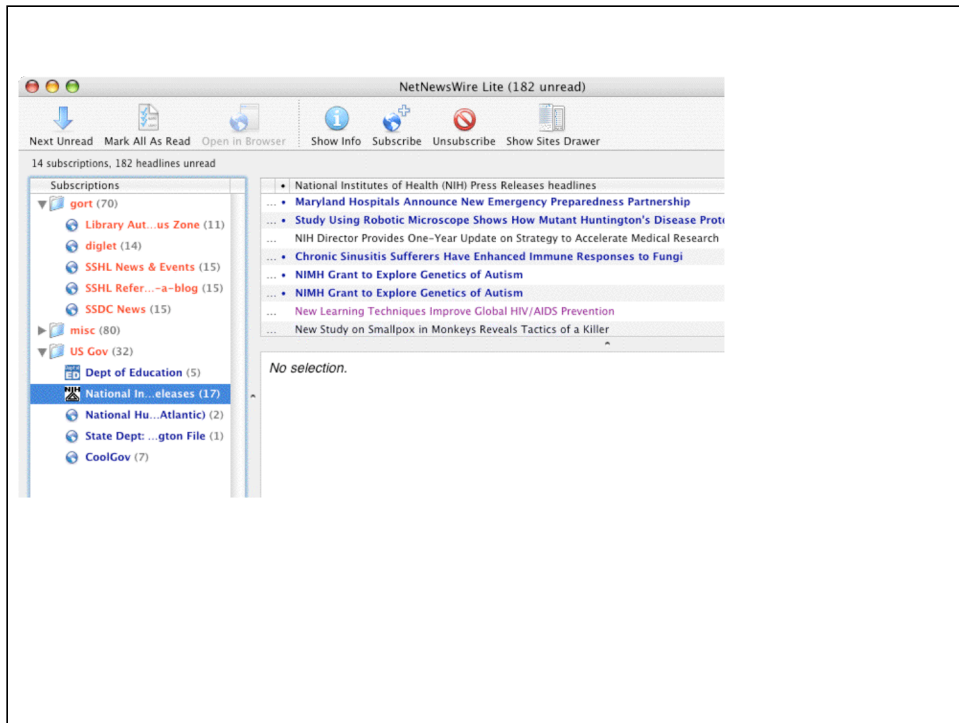 NetNewsWire Lite (182 unread)
Next Unread Mark All As Read Open in Browser Show Info Subscribe Unsubscribe Show Sites Drawer
14 subscriptions, 182 headlines unread
Subscriptions
gort (70)
Library Aut...us Zone (11)
diglet (14)
SSHL News & Events (15)
SSHL Refer...-a-blog (15)
SSDC News (15)
misc (80)
US Gov (32)
Dept of Education (5)
National In...eleases (17)
National Hu...Atlantic) (2)
State Dept: ...gton File (1)
CoolGov (7)
• National Institutes of Health (NIH) Press Releases headlines
... • Maryland Hospitals Announce New Emergency Preparedness Partnership
... • Study Using Robotic Microscope Shows How Mutant Huntington's Disease Prote
... NIH Director Provides One-Year Update on Strategy to Accelerate Medical Research
... • Chronic Sinusitis Sufferers Have Enhanced Immune Responses to Fungi
... • NIMH Grant to Explore Genetics of Autism
... • NIMH Grant to Explore Genetics of Autism
... New Learning Techniques Improve Global HIV/AIDS Prevention
... New Study on Smallpox in Monkeys Reveals Tactics of a Killer
No selection.